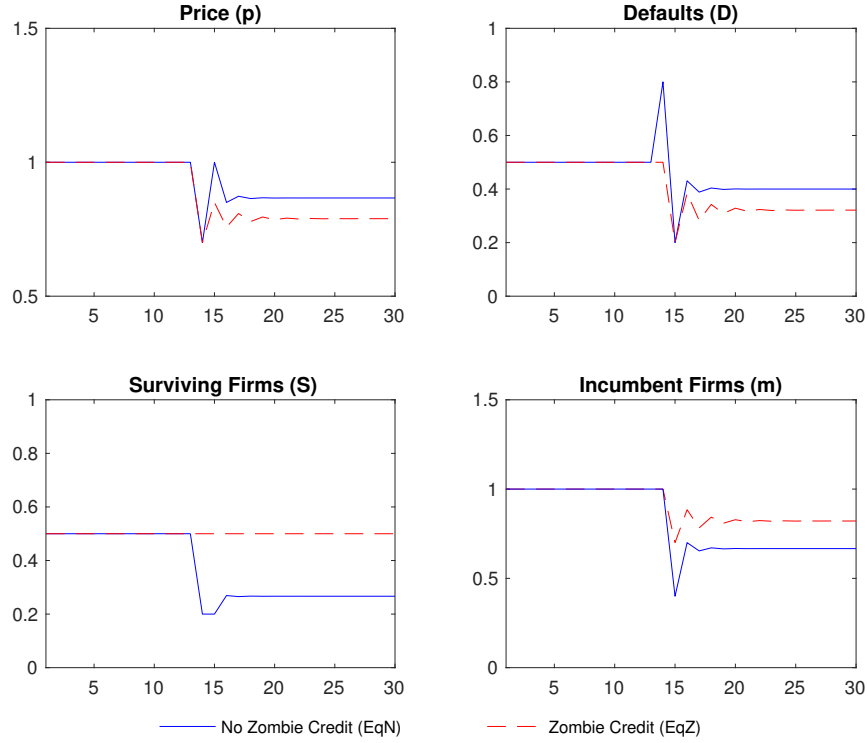 Price (p)
1.5
1
0.5
5 10 15 20 25 30
Defaults (D)
1
0.8
0.6
0.4
0.2
0
5 10 15 20 25 30
Surviving Firms (S)
1
0.8
0.6
0.4
0.2
0
5 10 15 20 25 30
Incumbent Firms (m)
1.5
1
0.5
0
5 10 15 20 25 30
No Zombie Credit (EqN)
Zombie Credit (EqZ)